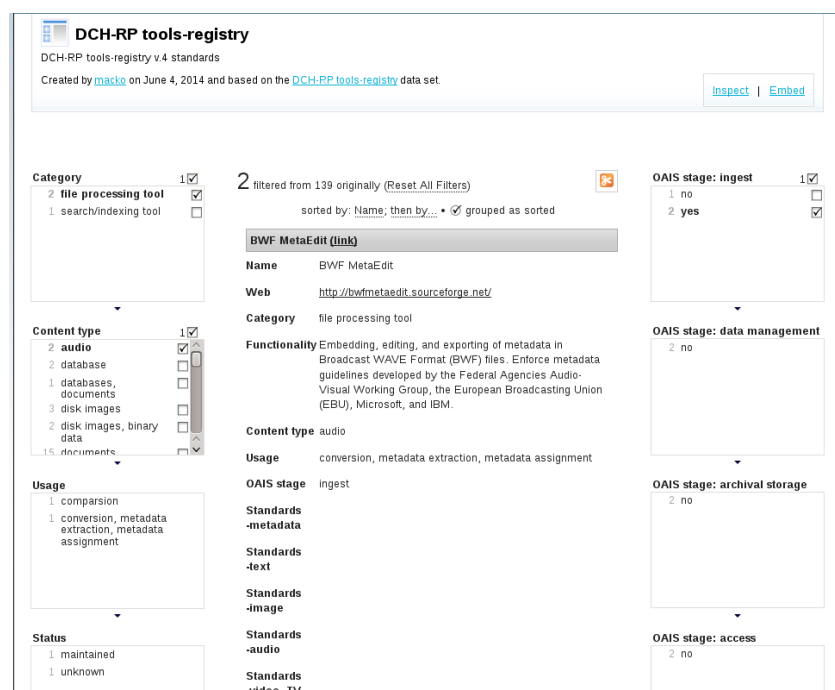 DCH-RP tools-registry
DCH-RP tools-registry v.4 standards
Created by macko on June 4, 2014 and based on the DCH-RP tools-registry data set.
Inspect | Embed
Category 1
2 file processing tool
1 search/indexing tool
Content type 1
2 audio
2 database
1 databases,
documents
3 disk images
2 disk images, binary
data
15 documents
Usage
1 comparsion
1 conversion, metadata
extraction, metadata
assignment
Status
1 maintained
1 unknown
2 filtered from 139 originally (Reset All Filters)
sorted by: Name; then by... • grouped as sorted
BWF MetaEdit (link)
Name BWF MetaEdit
Web http://bwfmetaedit.sourceforge.net/
Category file processing tool
Functionality Embedding, editing, and exporting of metadata in
Broadcast WAVE Format (BWF) files. Enforce metadata
guidelines developed by the Federal Agencies Audio-
Visual Working Group, the European Broadcasting Union
(EBU), Microsoft, and IBM.
Content type audio
Usage conversion, metadata extraction, metadata assignment
OAIS stage ingest
Standards
-metadata
Standards
-text
Standards
-image
Standards
-audio
Standards
-video, TV
OAIS stage: ingest 1
1 no
2 yes
OAIS stage: data management
2 no
OAIS stage: archival storage
2 no
OAIS stage: access
2 no